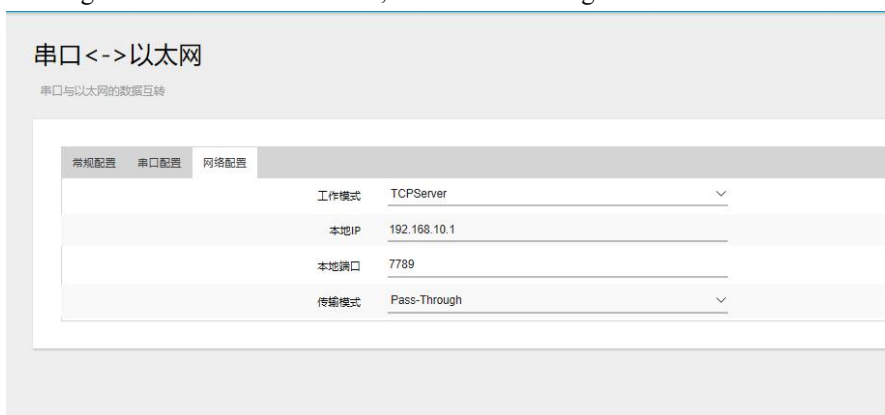 串口<->以太网
串口与以太网的数据互转
常规配置 串口配置 网络配置
工作模式 TCPServer
本地IP 192.168.10.1
本地端口 7789
传输模式 Pass-Through